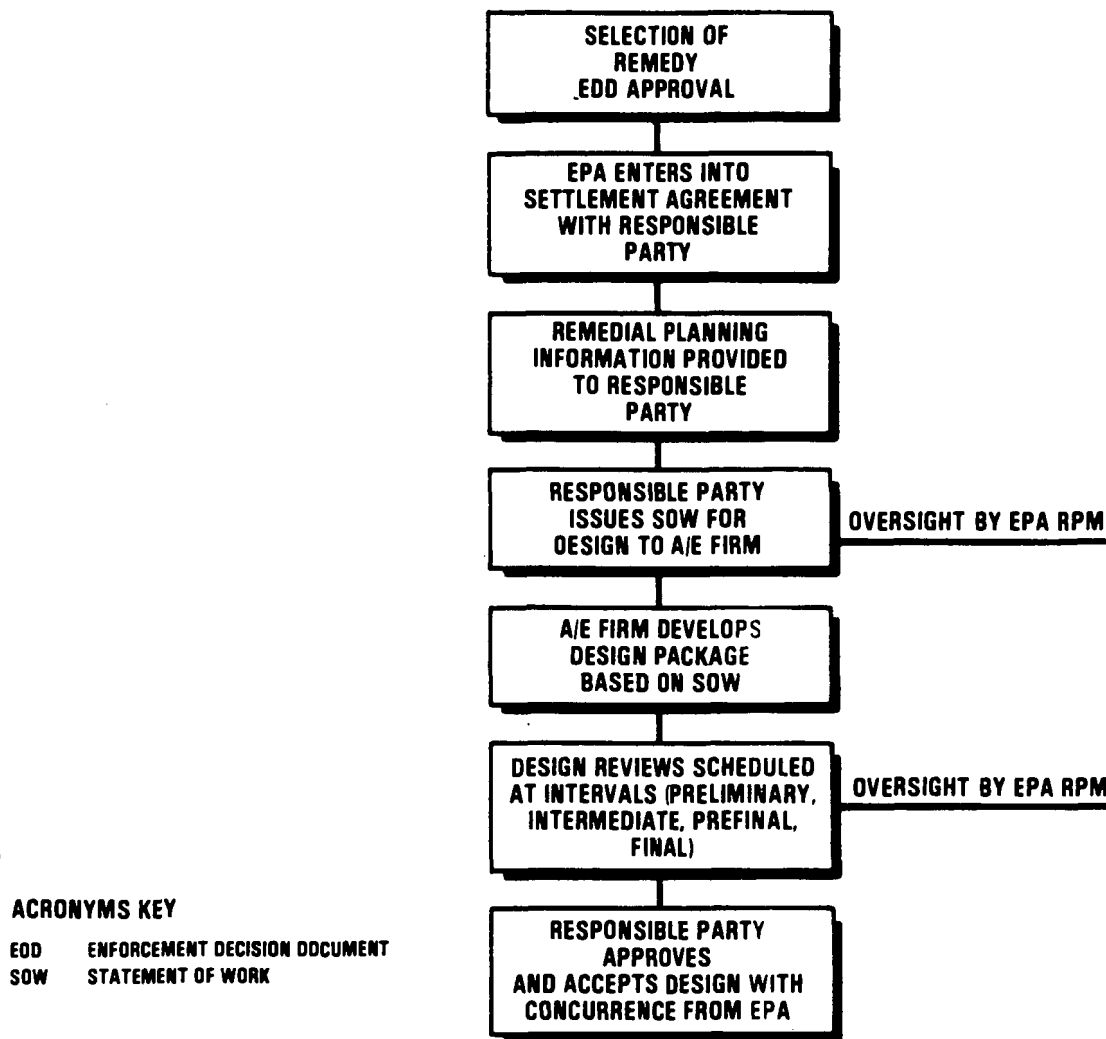 SELECTION OF
REMEDY
EDD APPROVAL
EPA ENTERS INTO
SETTLEMENT AGREEMENT
WITH RESPONSIBLE
PARTY
REMEDIAL PLANNING
INFORMATION PROVIDED
TO RESPONSIBLE
PARTY
RESPONSIBLE PARTY
ISSUES SOW FOR
DESIGN TO A/E FIRM
OVERSIGHT BY EPA RPM
A/E FIRM DEVELOPS
DESIGN PACKAGE
BASED ON SOW
DESIGN REVIEWS SCHEDULED
AT INTERVALS (PRELIMINARY,
INTERMEDIATE, PREFINAL,
FINAL)
OVERSIGHT BY EPA RPM
RESPONSIBLE PARTY
APPROVES
AND ACCEPTS DESIGN WITH
CONCURRENCE FROM EPA
ACRONYMS KEY
EDD ENFORCEMENT DECISION DOCUMENT
SOW STATEMENT OF WORK